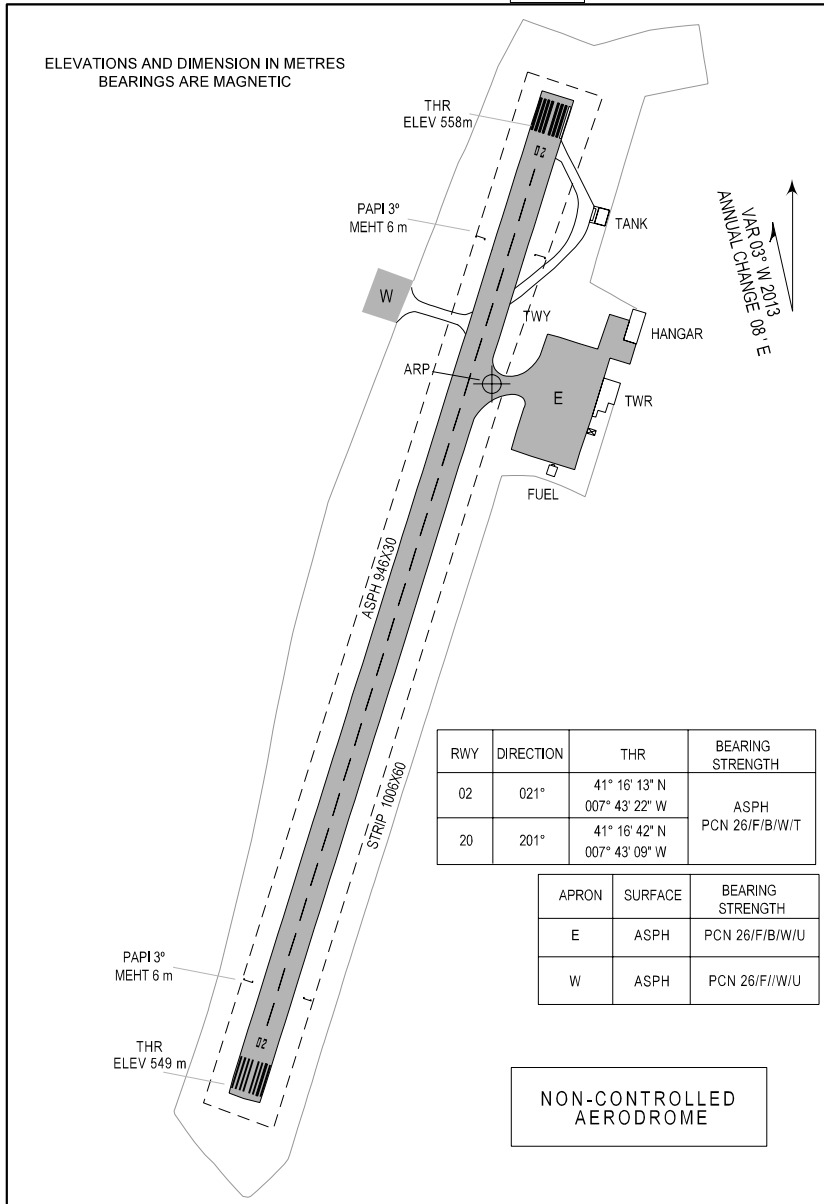 ELEVATIONS AND DIMENSION IN METRES
BEARINGS ARE MAGNETIC
THR
ELEV 558m
02
PAPI 3º
MEHT 6 m
TANK
VAR 03° W 2013
ANNUAL CHANGE 08 ' E
W
TWY
HANGAR
ARP
E
TWR
FUEL
ASPH 946X30
STRIP 1006X60
RWY DIRECTION THR BEARING STRENGTH
02 021° 41° 16' 13" N 007° 43' 22" W ASPH PCN 26/F/B/W/T
20 201° 41° 16' 42" N 007° 43' 09" W
APRON SURFACE BEARING STRENGTH
E ASPH PCN 26/F/B/W/U
W ASPH PCN 26/F//W/U
PAPI 3º
MEHT 6 m
02
THR
ELEV 549 m
NON-CONTROLLED
AERODROME